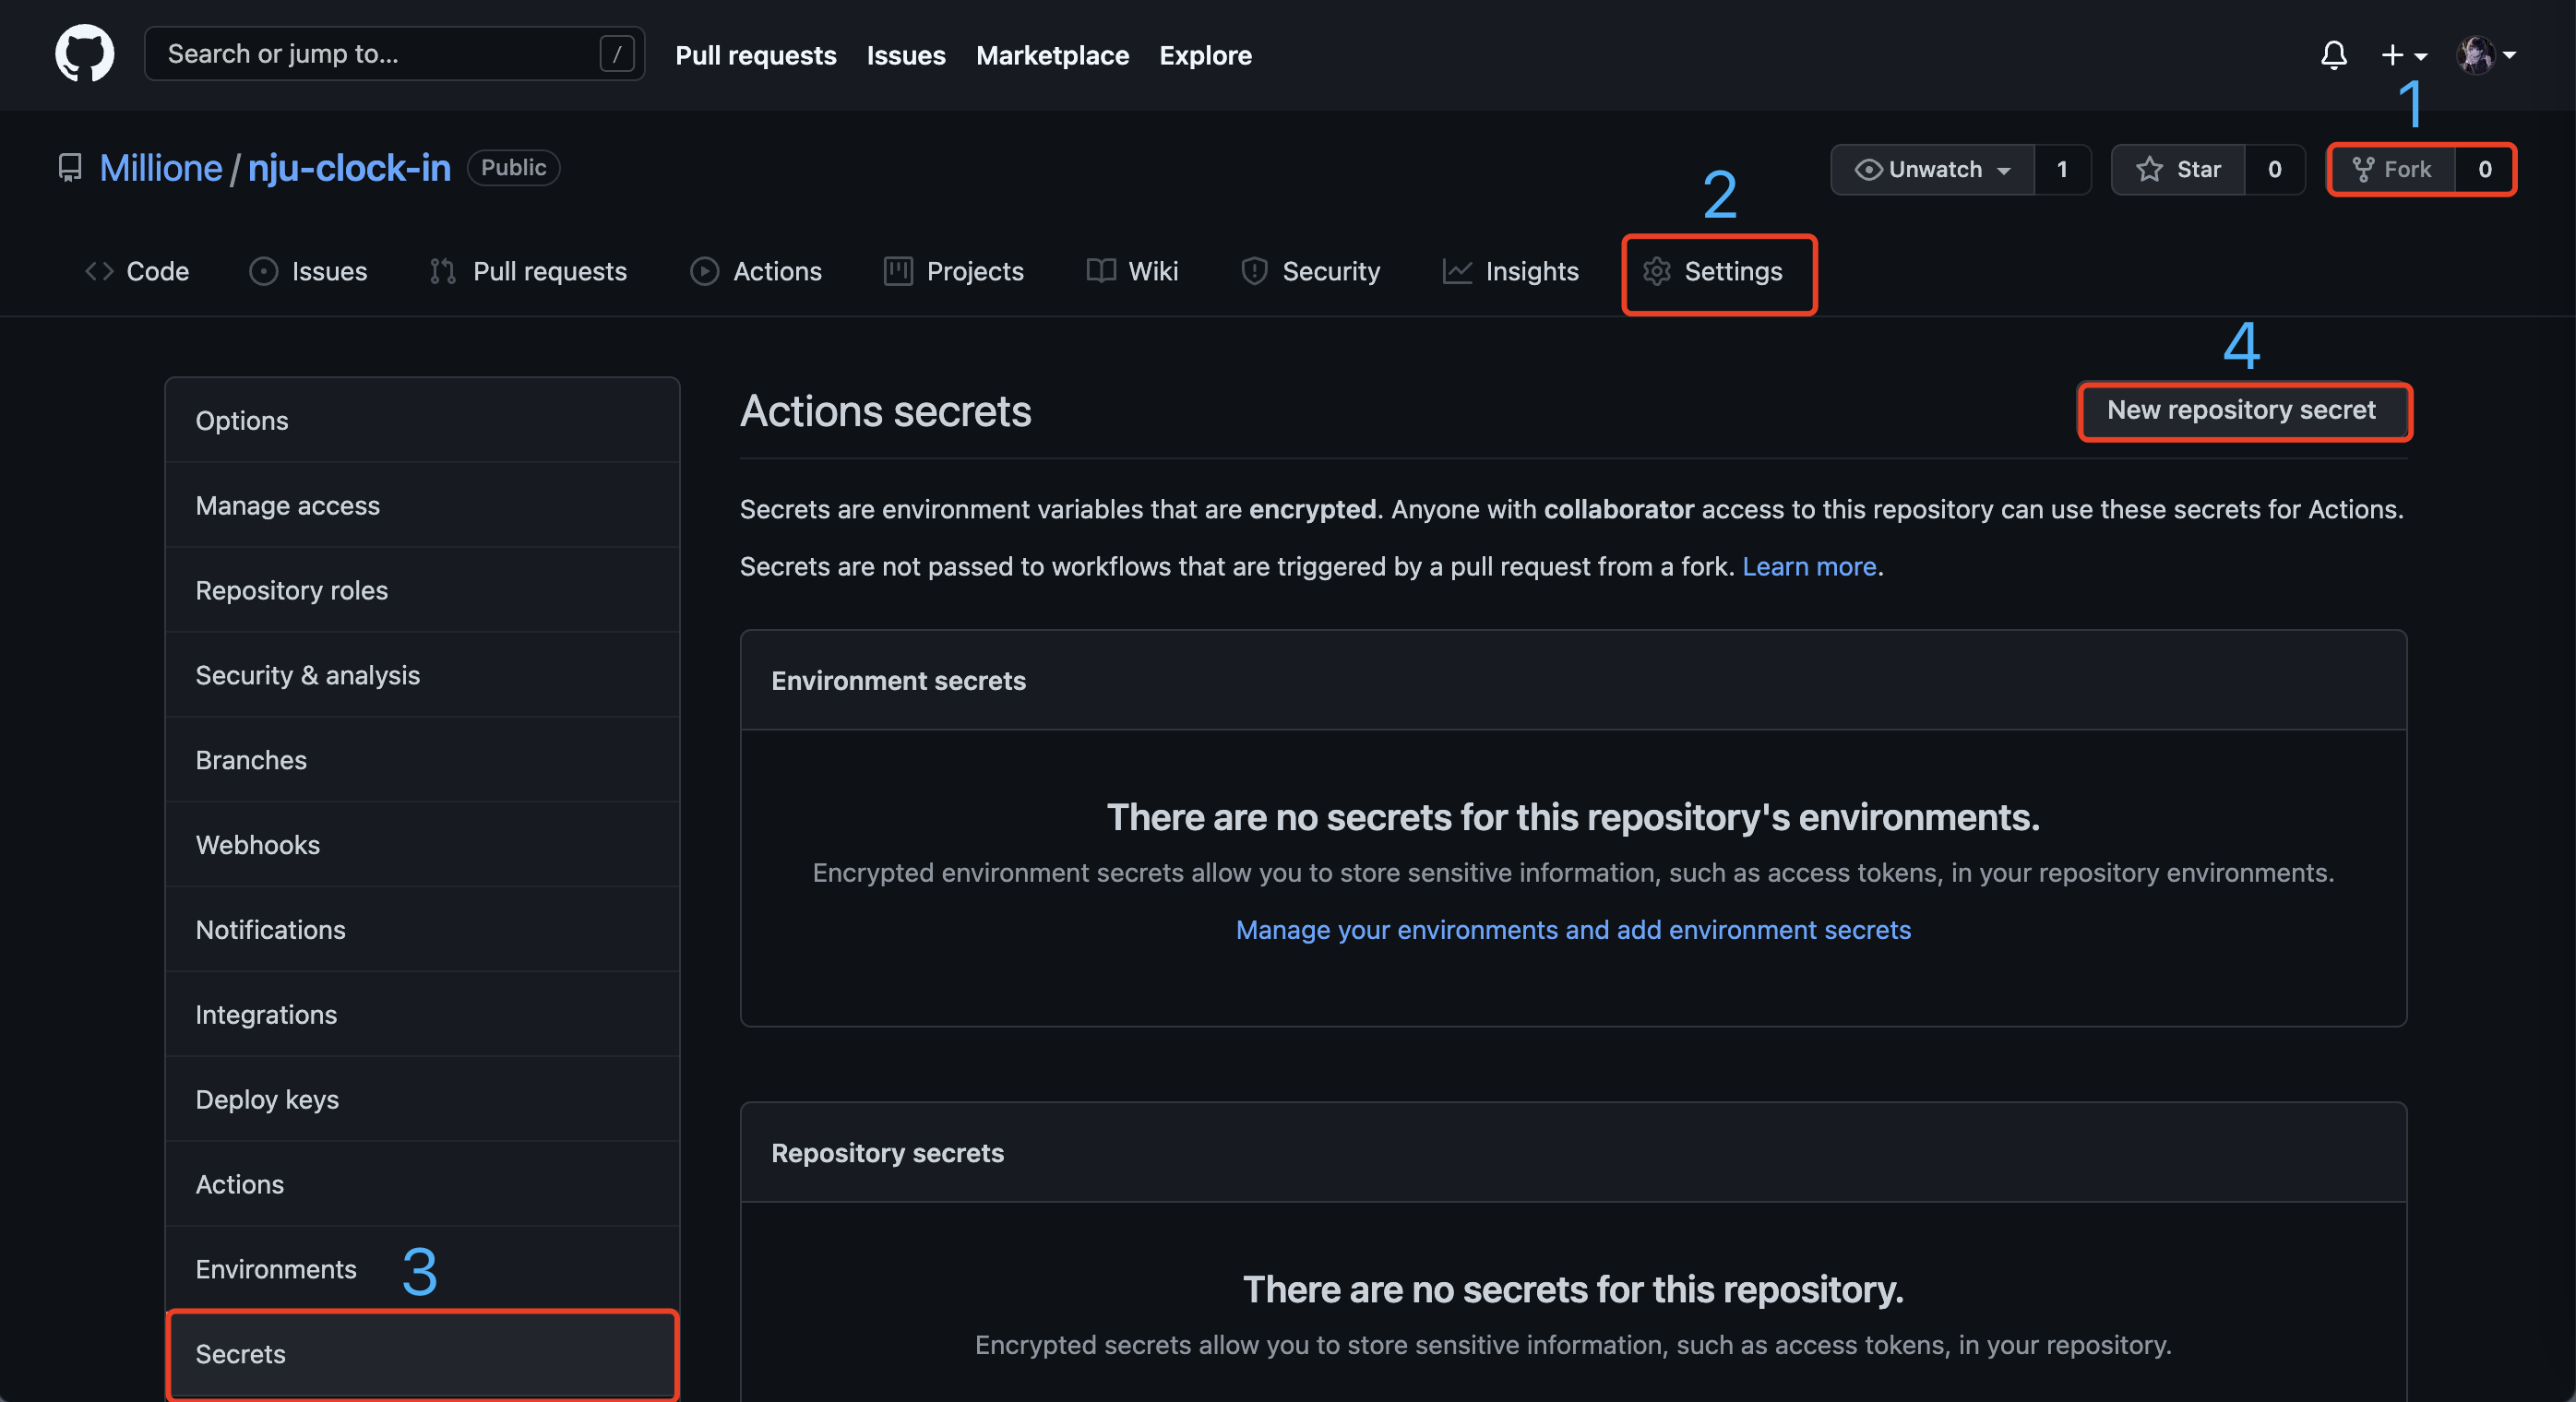 Search or jump to... / Pull requests Issues Marketplace Explore
1
Millione / nju-clock-in Public Unwatch 1 Star 0 Fork 0
2
Code Issues Pull requests Actions Projects Wiki Security Insights Settings
4
Options
Manage access
Repository roles
Security & analysis
Branches
Webhooks
Notifications
Integrations
Deploy keys
Actions
Environments 3
Secrets
Actions secrets New repository secret
Secrets are environment variables that are encrypted. Anyone with collaborator access to this repository can use these secrets for Actions.
Secrets are not passed to workflows that are triggered by a pull request from a fork. Learn more.
Environment secrets
There are no secrets for this repository's environments.
Encrypted environment secrets allow you to store sensitive information, such as access tokens, in your repository environments.
Manage your environments and add environment secrets
Repository secrets
There are no secrets for this repository.
Encrypted secrets allow you to store sensitive information, such as access tokens, in your repository.